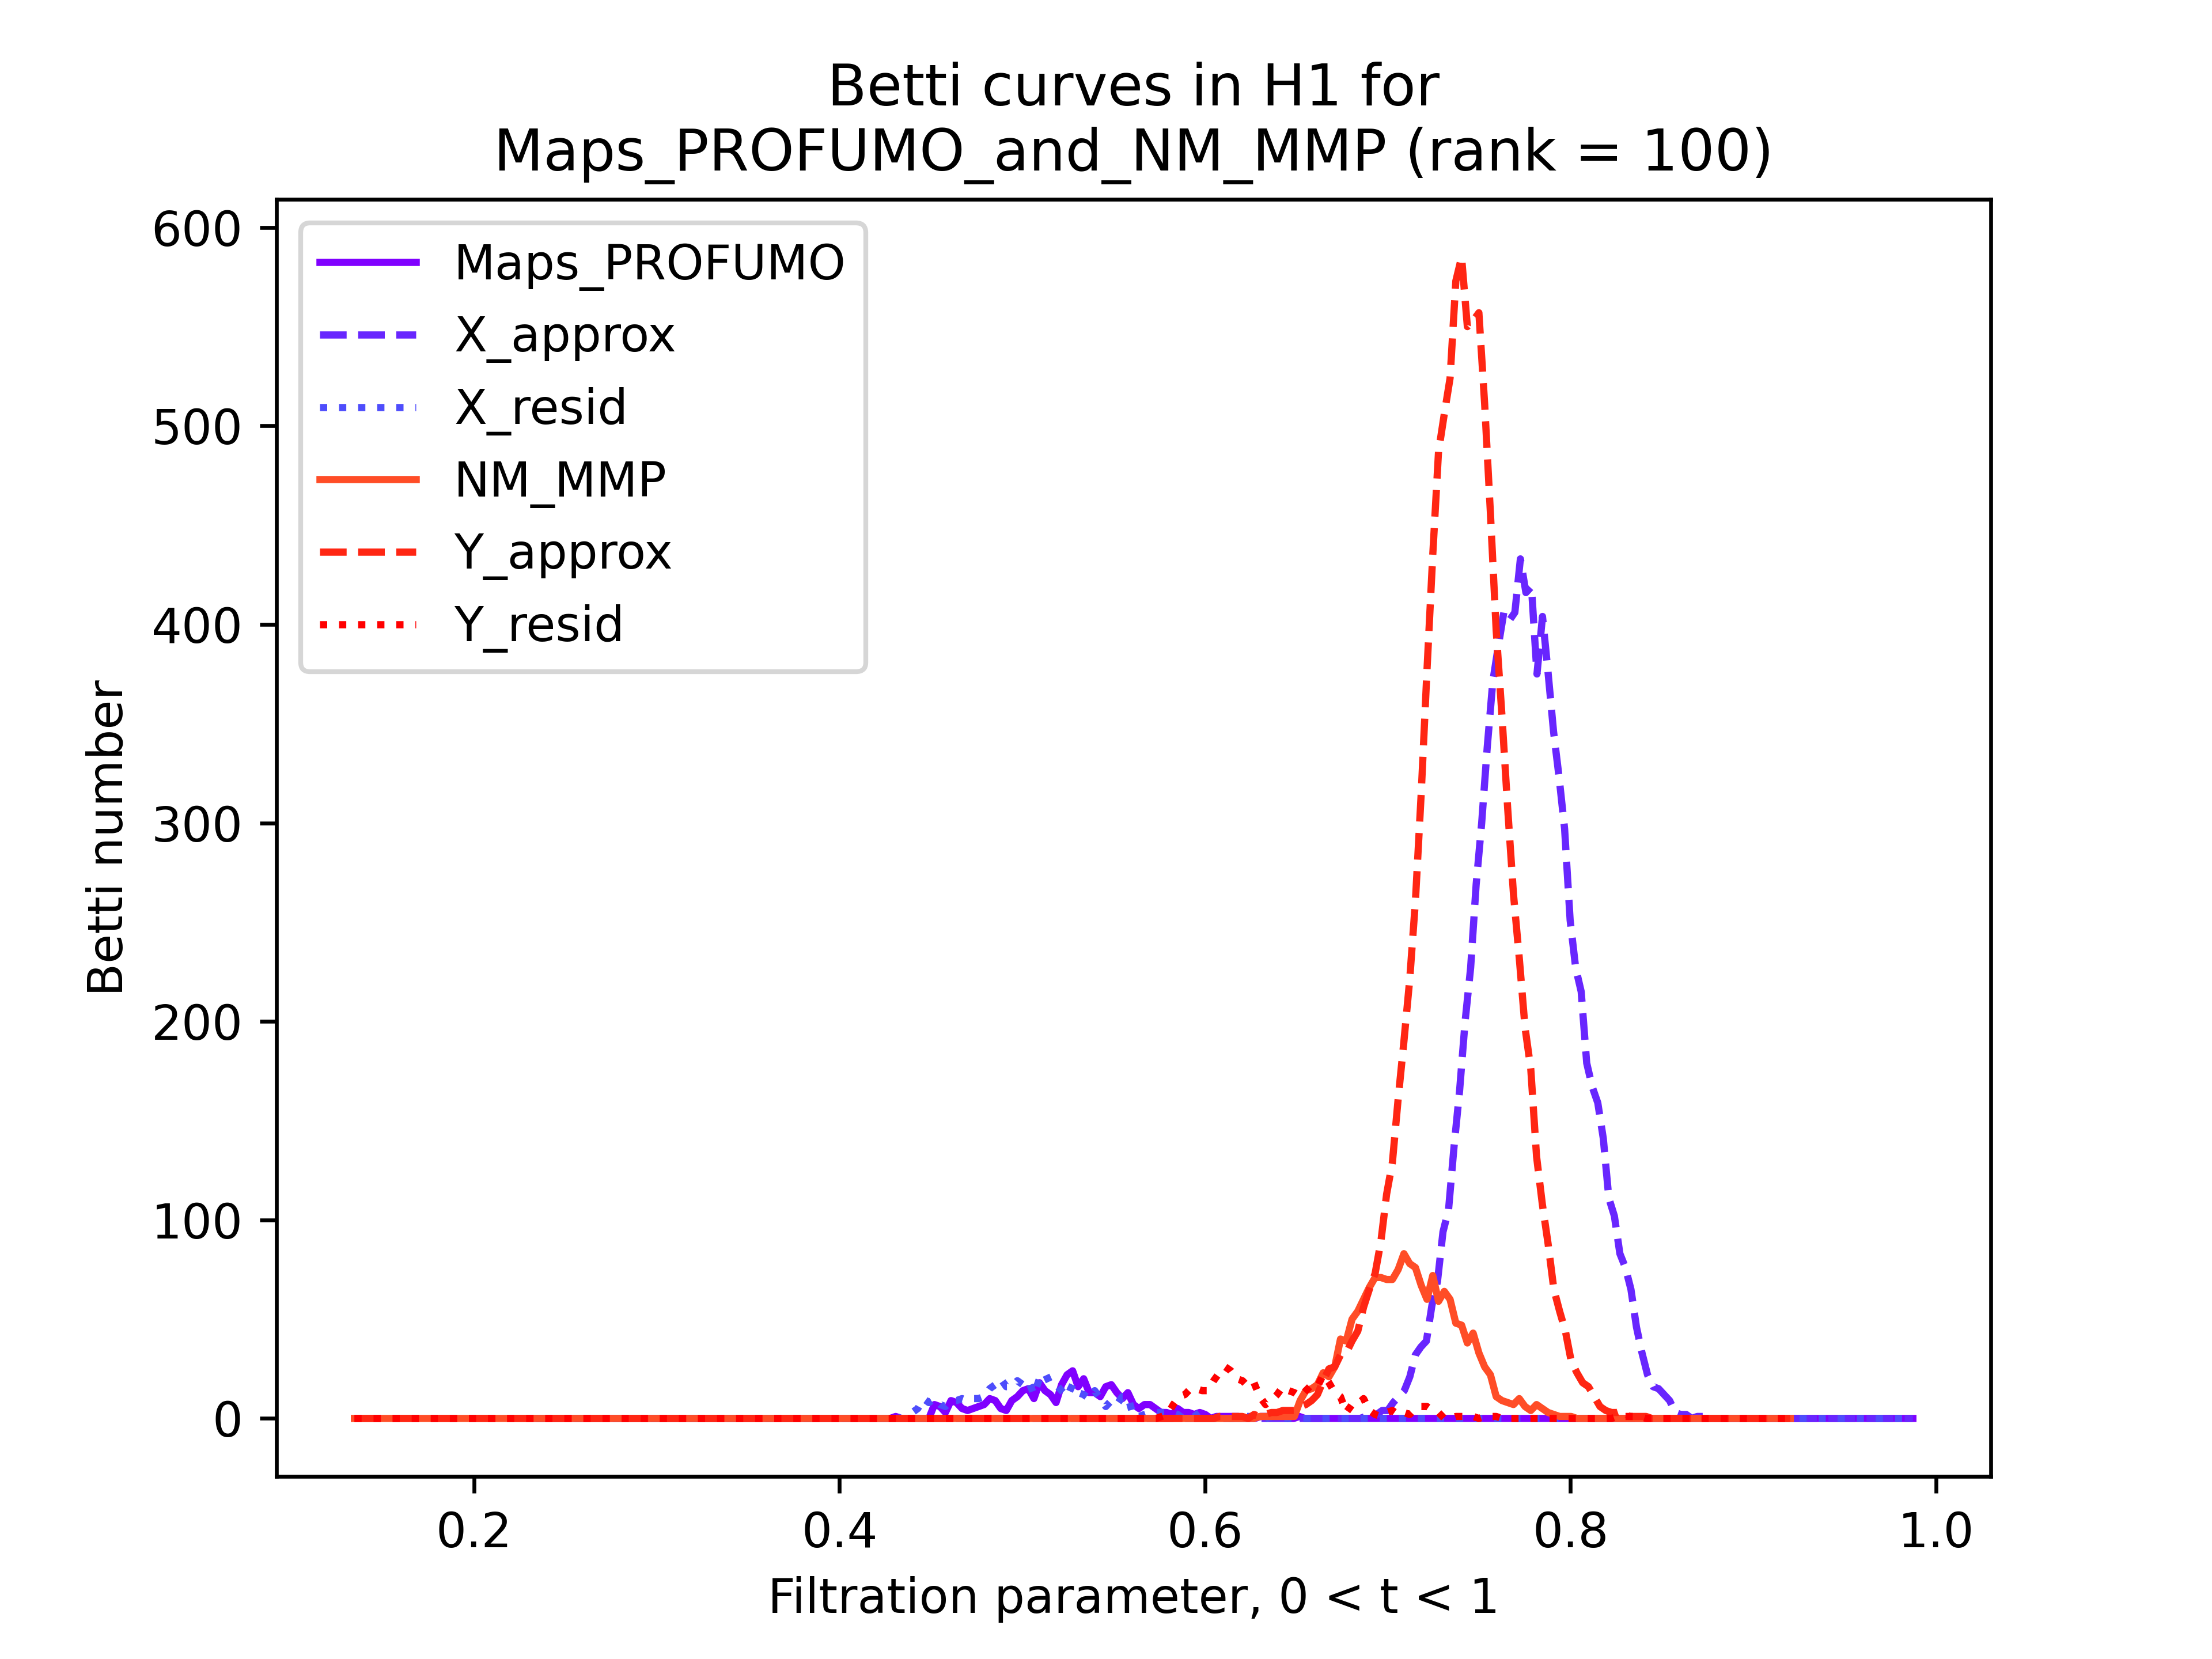 Betti curves in H1 for
Maps_PROFUMO_and_NM_MMP (rank = 100)
Maps_PROFUMO
X_approx
X_resid
NM_MMP
Y_approx
Y_resid
Betti number
600
500
400
300
200
100
0
0.2 0.4 0.6 0.8 1.0
Filtration parameter, 0 < t < 1